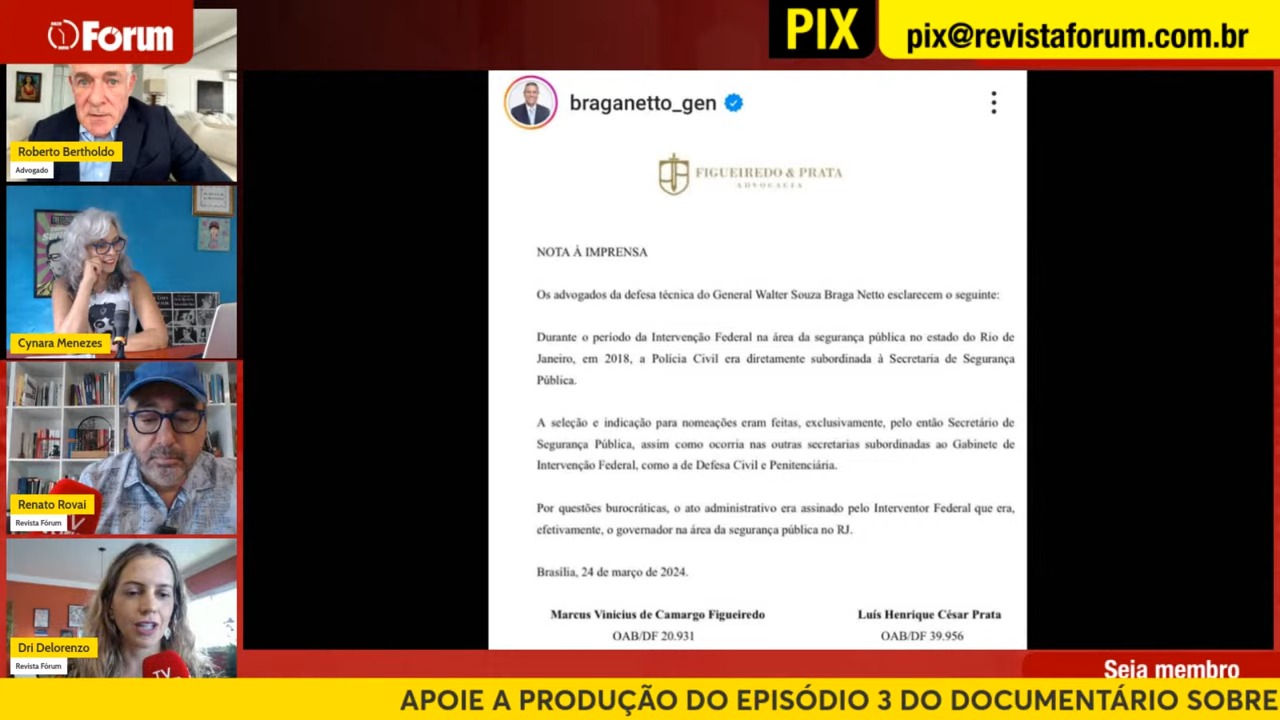 Fórum
PIX
pix@revistaforum.com.br
Roberto Bertholdo
Advogado
Cynara Menezes
Renato Rovai
Revista Fórum
Dri Delorenzo
Revista Fórum
braganetto_gen
FIGUEIREDO & PRATA
ADVOCACIA
NOTA À IMPRENSA
Os advogados da defesa técnica do General Walter Souza Braga Netto esclarecem o seguinte:
Durante o período da Intervenção Federal na área da segurança pública no estado do Rio de
Janeiro, em 2018, a Polícia Civil era diretamente subordinada à Secretaria de Segurança
Pública.
A seleção e indicação para nomeações eram feitas, exclusivamente, pelo então Secretário de
Segurança Pública, assim como ocorria nas outras secretarias subordinadas ao Gabinete de
Intervenção Federal, como a de Defesa Civil e Penitenciária.
Por questões burocráticas, o ato administrativo era assinado pelo Interventor Federal que era,
efetivamente, o governador na área da segurança pública no RJ.
Brasília, 24 de março de 2024.
Marcus Vinicius de Camargo Figueiredo
Luís Henrique César Prata
OAB/DF 20.931
OAB/DF 39.956
Seja membro
APOIE A PRODUÇÃO DO EPISÓDIO 3 DO DOCUMENTÁRIO SOBRE